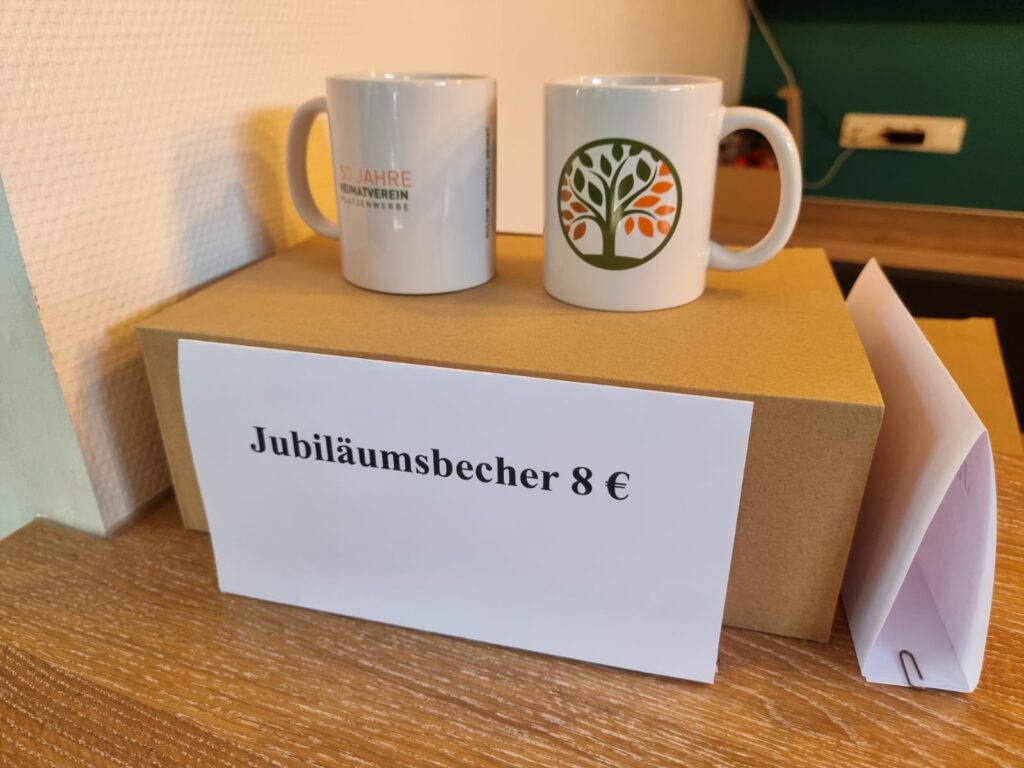 50 JAHRE
HEIMATVEREIN
PLATJENWERBE
Jubiläumsbecher 8 €